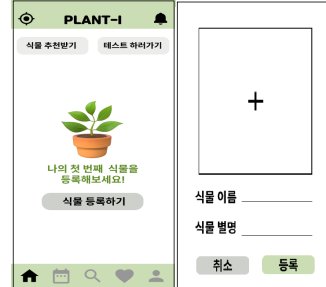 PLANT-I
식물 추천받기 테스트 하러가기
나의 첫 번째 식물을
등록해보세요!
식물 등록하기
식물 이름
식물 별명
취소 등록